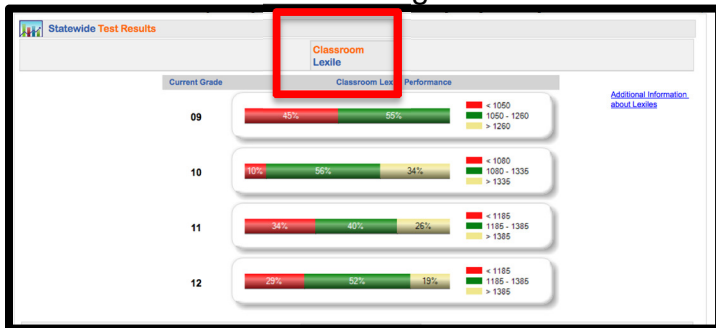 Statewide Test Results
Classroom
Lexile
Current Grade Classroom Performance
Additional Information
about Lexiles
09 45% 55%
< 1050
1050 - 1260
> 1260
10 10% 56% 34%
< 1080
1080 - 1335
> 1335
11 34% 40% 26%
< 1185
1185 - 1385
> 1385
12 29% 52% 19%
< 1185
1185 - 1385
> 1385